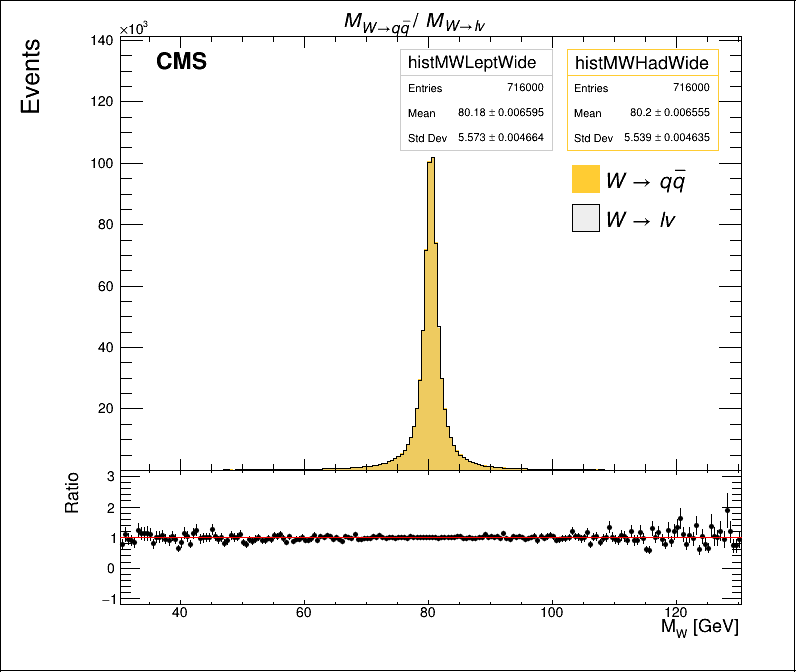 M_{W→qq̄} / M_{W→lν}
×10³
Events
CMS
140
120
100
80
60
40
20
histMWLeptWide
Entries 716000
Mean 80.18 ± 0.006595
Std Dev 5.573 ± 0.004664
histMWHadWide
Entries 716000
Mean 80.2 ± 0.006555
Std Dev 5.539 ± 0.004635
W → qq̄
W → lν
Ratio
3
2
1
0
−1
40 60 80 100 120
M_W [GeV]